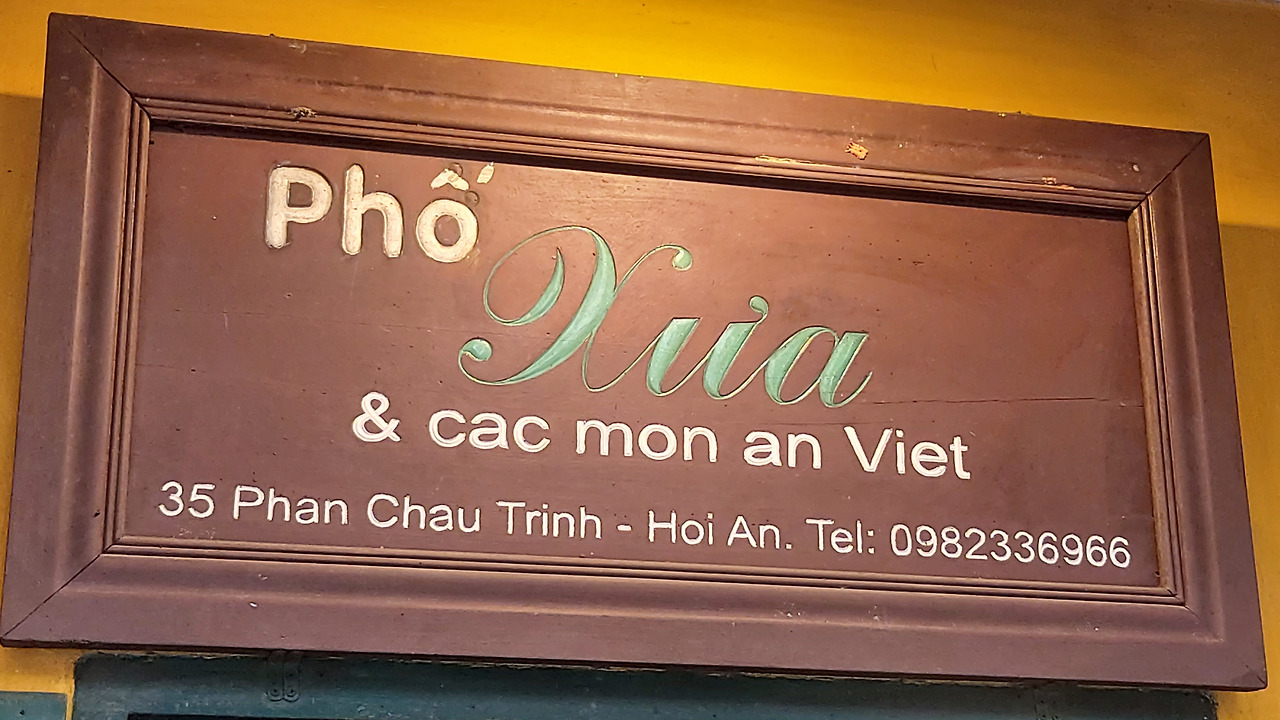 Phố
Xưa
& cac mon an Viet
35 Phan Chau Trinh - Hoi An. Tel: 0982336966